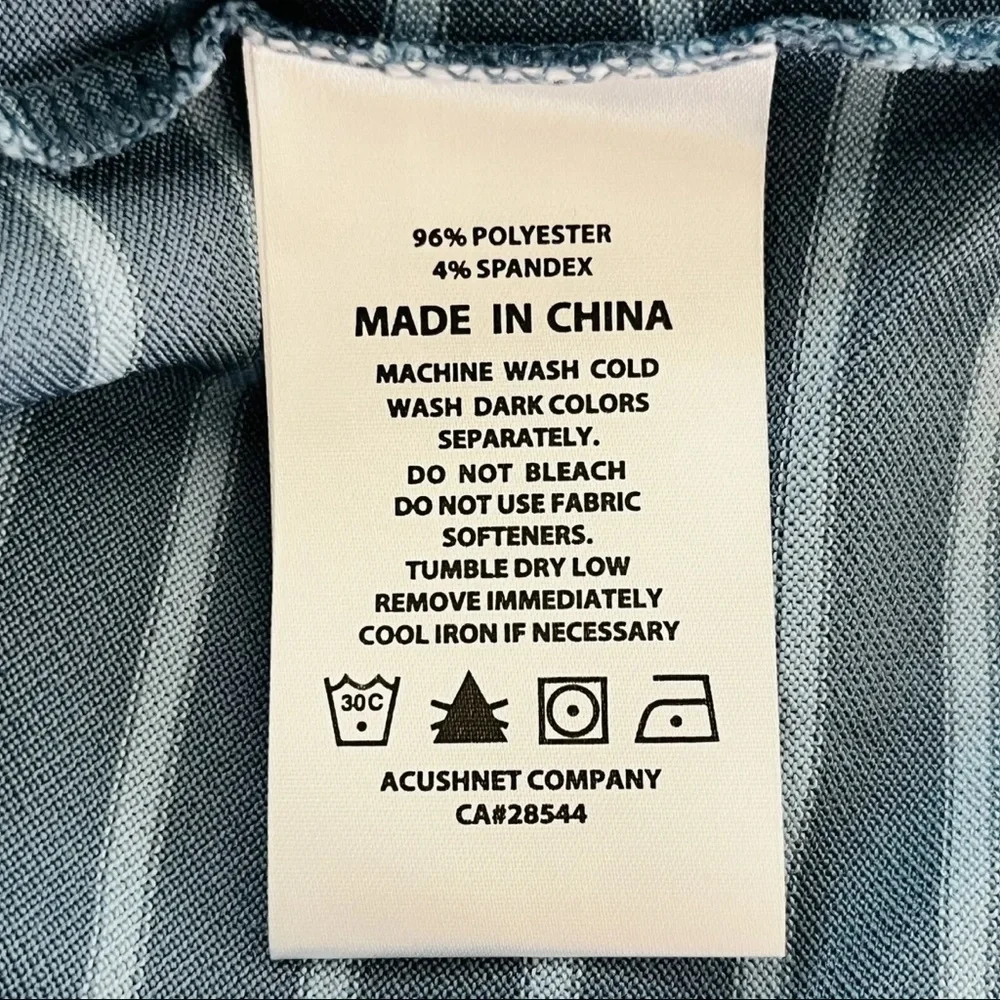 96% POLYESTER
4% SPANDEX
MADE IN CHINA
MACHINE WASH COLD
WASH DARK COLORS
SEPARATELY.
DO NOT BLEACH
DO NOT USE FABRIC
SOFTENERS.
TUMBLE DRY LOW
REMOVE IMMEDIATELY
COOL IRON IF NECESSARY
30C
ACUSHNET COMPANY
CA#28544